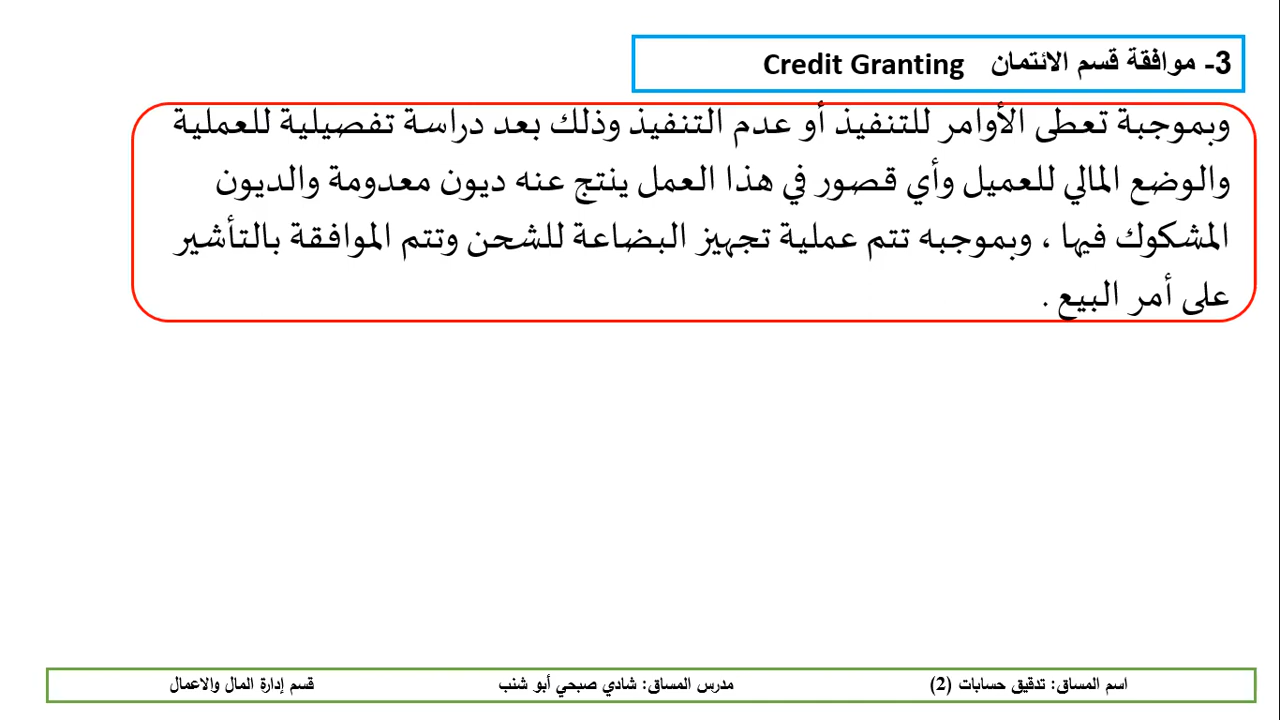 3- موافقة قسم الائتمان Credit Granting
وبموجبة تعطى الأوامر للتنفيذ أو عدم التنفيذ وذلك بعد دراسة تفصيلية للعملية
والوضع المالي للعميل وأي قصور في هذا العمل ينتج عنه ديون معدومة والديون
المشكوك فيها ، وبموجبه تتم عملية تجهيز البضاعة للشحن وتتم الموافقة بالتأشير
على أمر البيع .
اسم المساق: تدقيق حسابات (2) مدرس المساق: شادي صبحي أبو شنب قسم إدارة المال والاعمال